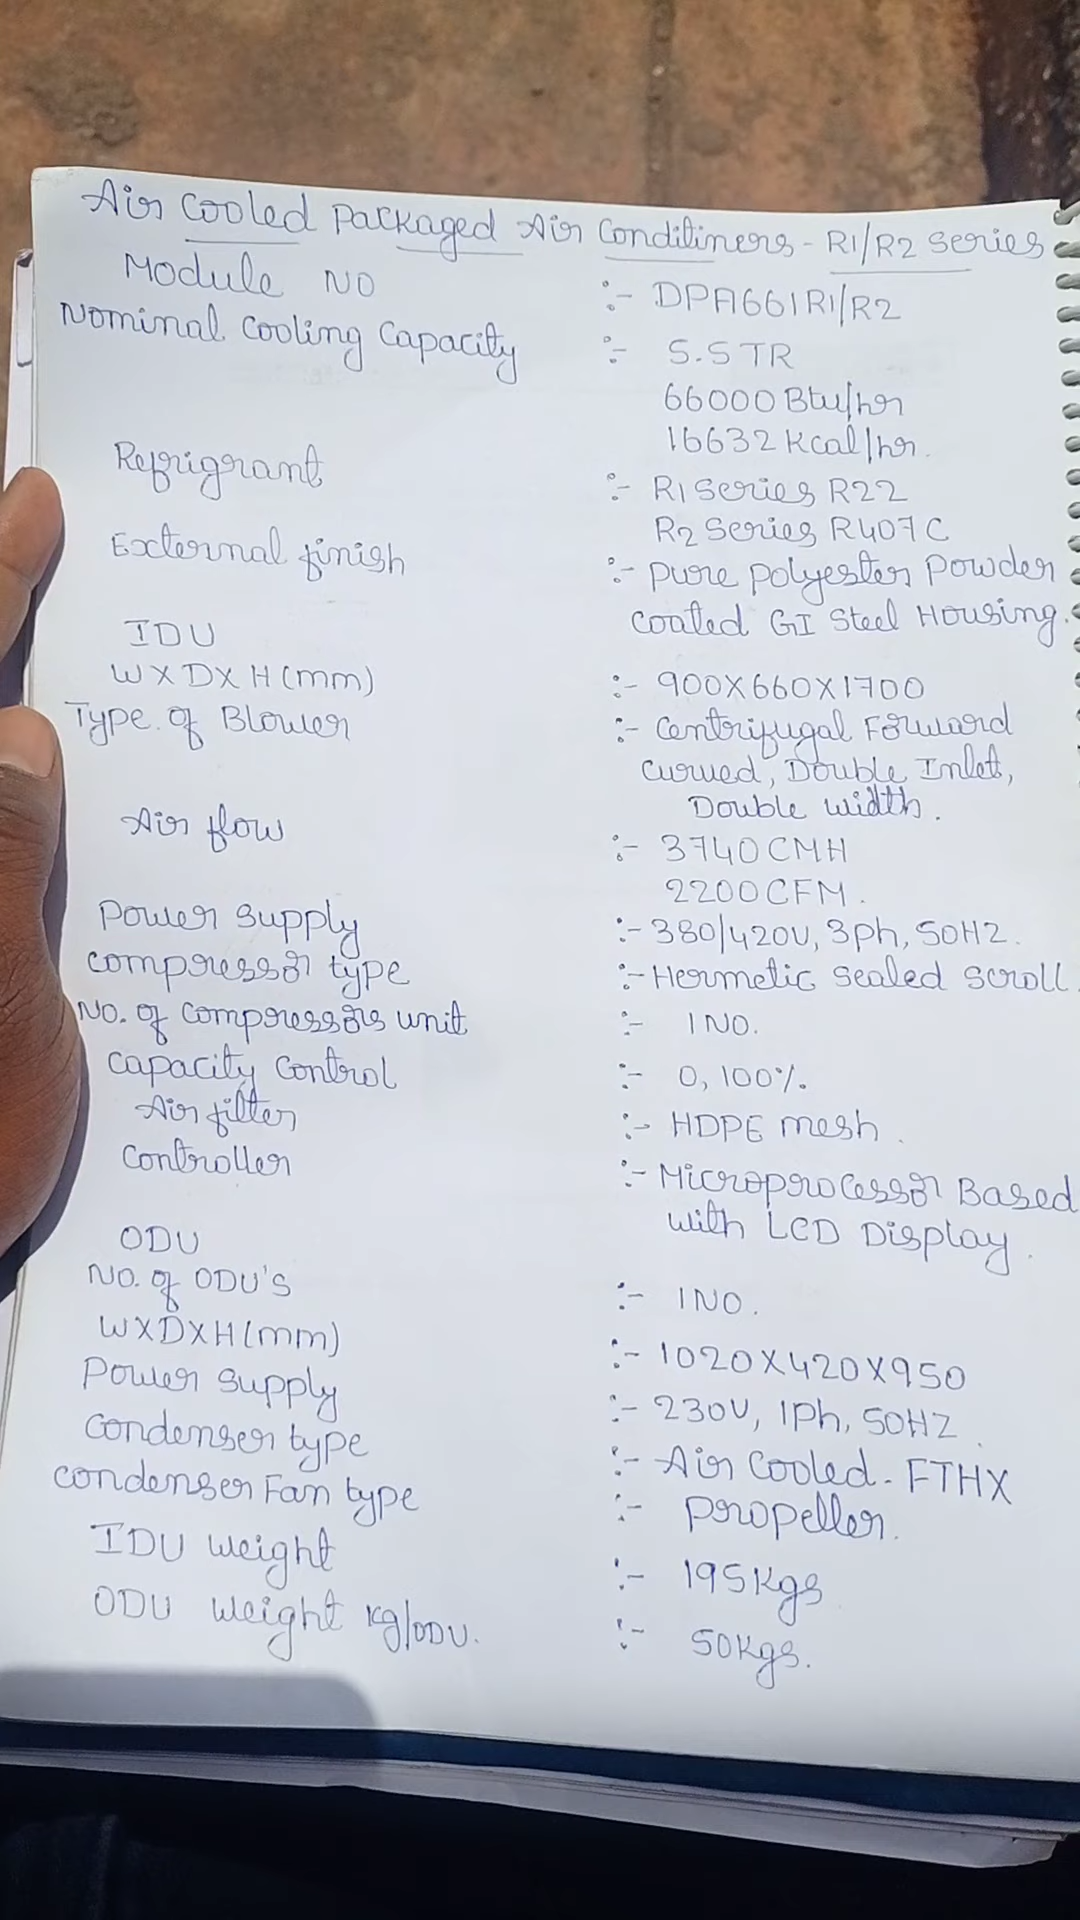 Air Cooled Packaged Air Conditiners - R1/R2 Series
Module NO :- DPA661R1/R2
Nominal Cooling Capacity :- 5.5 TR
66000 Btu/hr
16632 Kcal/hr.
Refrigrant :- R1 Series R22
R2 Series R407C
External finish :- Pure Polyester Powder
Coated GI Steel Housing.
IDU
WXDXH (mm) :- 900X660X1700
Type of Blower :- Centrifugal Forward
Curved, Double Inlet,
Double width.
Air flow :- 3740 CMH
2200 CFM.
Power Supply :- 380/420V, 3Ph, 50HZ.
Compressor type :- Hermetic Sealed Scroll.
NO. of Compressors unit :- 1 NO.
Capacity Control :- 0, 100%.
Air filter :- HDPE mesh.
Controller :- Microprocessor Based
with LCD Display.
ODU
NO. of ODU'S :- 1 NO.
WXDXH (mm) :- 1020X420X950
Power Supply :- 230V, 1Ph, 50HZ.
Condenser type :- Air Cooled - FTHX
Condenser Fan type :- Propeller.
IDU weight :- 195Kgs
ODU weight kg/ODU. :- 50Kgs.